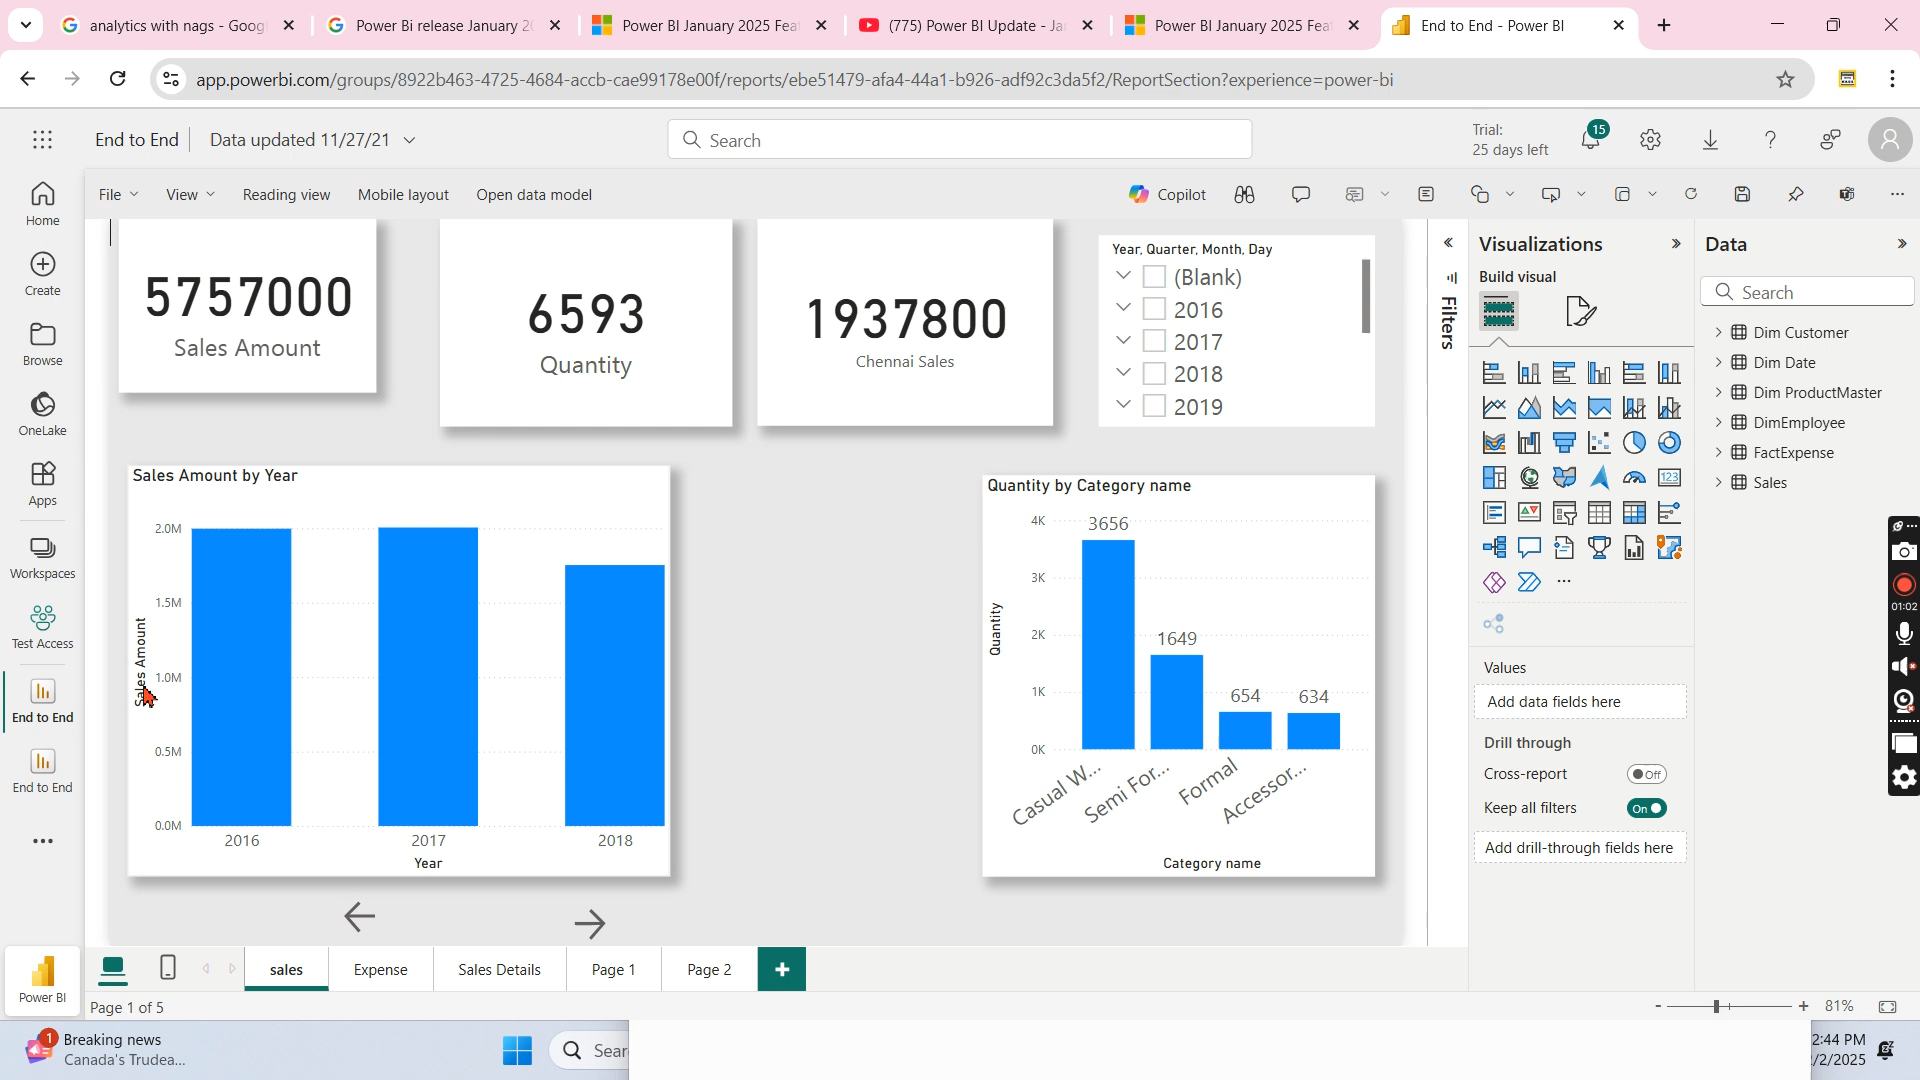 analytics with nags - Goog
Power Bi release January 2
Power BI January 2025 Fea
(775) Power BI Update - Ja
Power BI January 2025 Fea
End to End - Power BI
app.powerbi.com/groups/8922b463-4725-4684-accb-cae99178e00f/reports/ebe51479-afa4-44a1-b926-adf92c3da5f2/ReportSection?experience=power-bi
End to End
Data updated 11/27/21
Search
Trial:
25 days left
15
File
View
Reading view
Mobile layout
Open data model
Copilot
Home
Create
Browse
OneLake
Apps
Workspaces
Test Access
End to End
End to End
Power BI
5757000
Sales Amount
6593
Quantity
1937800
Chennai Sales
Year, Quarter, Month, Day
(Blank)
2016
2017
2018
2019
Sales Amount by Year
2.0M
1.5M
1.0M
0.5M
0.0M
Sales Amount
2016
2017
2018
Year
Quantity by Category name
4K
3K
2K
1K
0K
Quantity
3656
1649
654
634
Casual W...
Semi For...
Formal
Accessor...
Category name
Filters
Visualizations
Build visual
123
Values
Add data fields here
Drill through
Cross-report
Off
Keep all filters
On
Add drill-through fields here
Data
Search
Dim Customer
Dim Date
Dim ProductMaster
DimEmployee
FactExpense
Sales
01:02
sales
Expense
Sales Details
Page 1
Page 2
Page 1 of 5
81%
1
Breaking news
Canada's Trudea...
Sear
2:44 PM
/2/2025